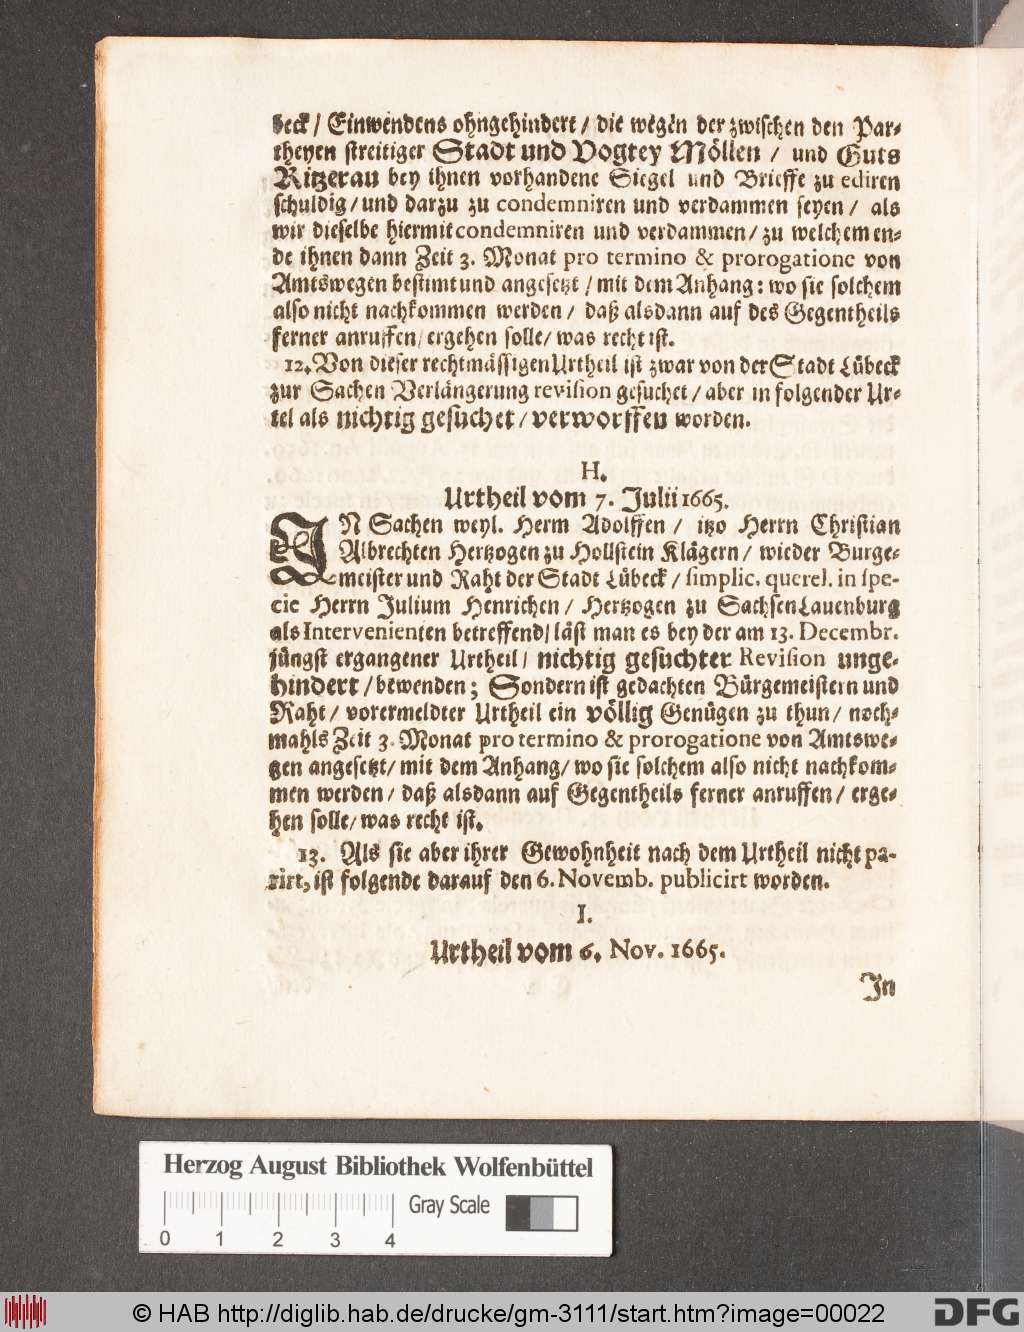 beck / Einwendens ohngehindert / die wegen der zwischen den Par-
theyen streitiger Stadt und Vogtey Möllen / und Guts
Ritzerau bey ihnen vorhandene Siegel und Brieffe zu ediren
schuldig / und darzu zu condemniren und verdammen seyen / als
wir dieselbe hiermit condemniren und verdammen / zu welchem en-
de ihnen dann Zeit 3. Monat pro termino & prorogatione von
Amtswegen bestimt und angesetzt / mit dem Anhang: wo sie solchem
also nicht nachkommen werden / daß alsdann auf des Gegentheils
ferner anruffen / ergehen solle / was recht ist.
12. Von dieser rechtmässigen Urtheil ist zwar von der Stadt Lübeck
zur Sachen Verlängerung revision gesuchet / aber in folgender Ur-
tel als nichtig gesuchet / verworffen worden.
H.
Urtheil vom 7. Julii 1665.
IN Sachen weyl. Herrn Adolffen / itzo Herrn Christian
Albrechten Hertzogen zu Hollstein Klägern / wieder Burge-
meister und Raht der Stadt Lübeck / simplic. querel. in spe-
cie Herrn Julium Henrichen / Hertzogen zu Sachsen Lauenburg
als Intervenienten betreffend / läst man es bey der am 13. Decembr.
jüngst ergangener Urtheil / nichtig gesuchter Revision unge-
hindert / bewenden; Sondern ist gedachten Bürgemeistern und
Raht / vorermeldter Urtheil ein völlig Genügen zu thun / noch-
mahls Zeit 3. Monat pro termino & prorogatione von Amtswe-
gen angesetzt / mit dem Anhang / wo sie solchem also nicht nachkom-
men werden / daß alsdann auf Gegentheils ferner anruffen / erge-
hen solle / was recht ist.
13. Als sie aber ihrer Gewohnheit nach dem Urtheil nicht pa-
rirt, ist folgende darauf den 6. Novemb. publicirt worden.
I.
Urtheil vom 6. Nov. 1665.
In
Herzog August Bibliothek Wolfenbüttel
Gray Scale
0 1 2 3 4
© HAB http://diglib.hab.de/drucke/gm-3111/start.htm?image=00022
DFG